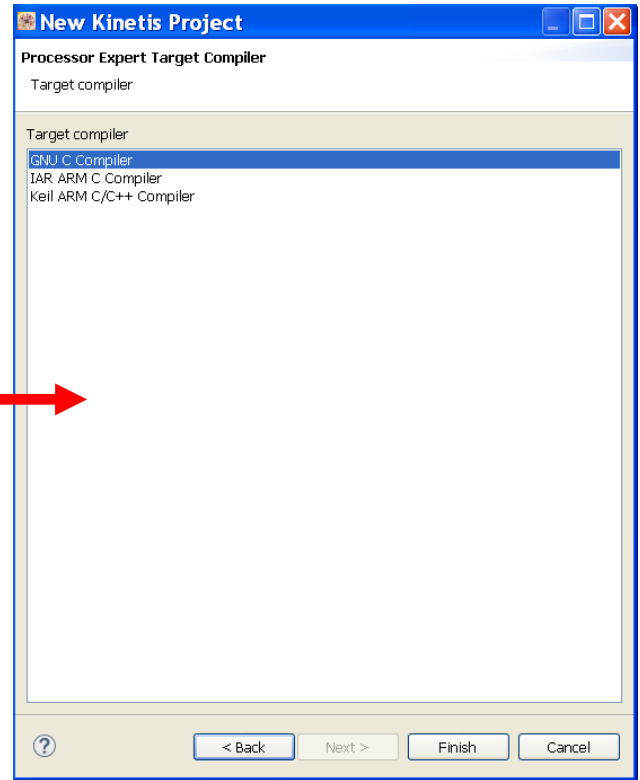 New Kinetis Project
Processor Expert Target Compiler
Target compiler
Target compiler
GNU C Compiler
IAR ARM C Compiler
Keil ARM C/C++ Compiler
? < Back Next > Finish Cancel